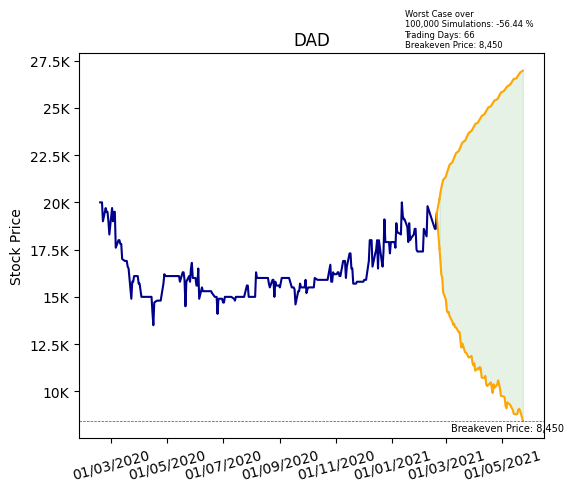 Worst Case over
100,000 Simulations: -56.44 %
Trading Days: 66
Breakeven Price: 8,450
DAD
27.5K
25K
22.5K
20K
17.5K
15K
12.5K
10K
Stock Price
Breakeven Price: 8,450
01/03/2020
01/05/2020
01/07/2020
01/09/2020
01/11/2020
01/01/2021
01/03/2021
01/05/2021